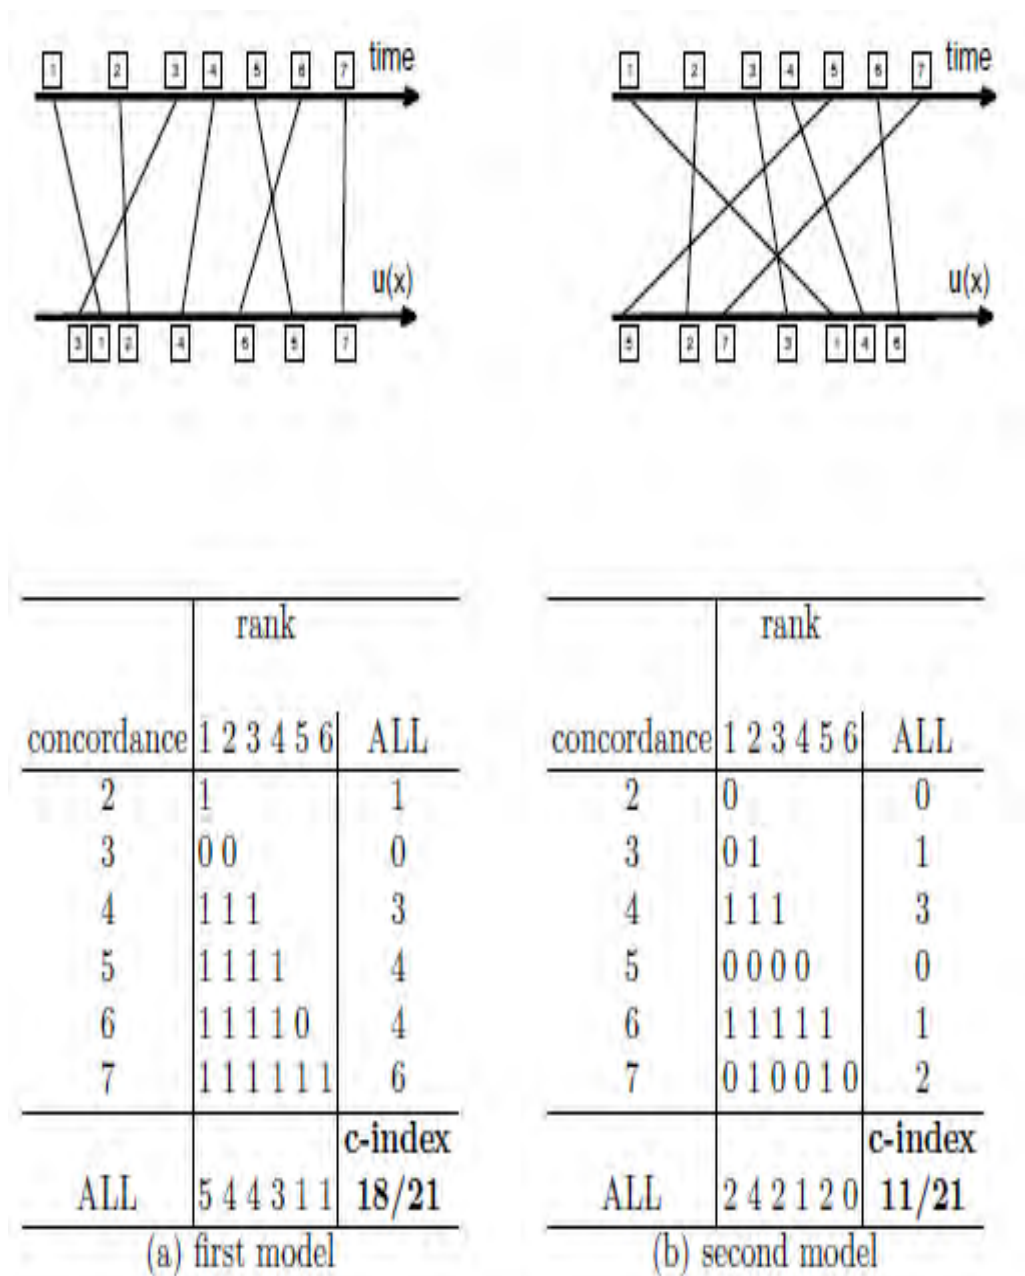 1 2 3 4 5 6 7 time
u(x)
3 1 2 4 6 5 7
1 2 3 4 5 6 7 time
u(x)
5 2 7 3 1 4 6
rank
concordance 1 2 3 4 5 6 ALL
2 1 1
3 0 0 0
4 1 1 1 3
5 1 1 1 1 4
6 1 1 1 1 0 4
7 1 1 1 1 1 1 6
c-index
ALL 5 4 4 3 1 1 18/21
(a) first model
rank
concordance 1 2 3 4 5 6 ALL
2 0 0
3 0 1 1
4 1 1 1 3
5 0 0 0 0 0
6 1 1 1 1 1 1
7 0 1 0 0 1 0 2
c-index
ALL 2 4 2 1 2 0 11/21
(b) second model